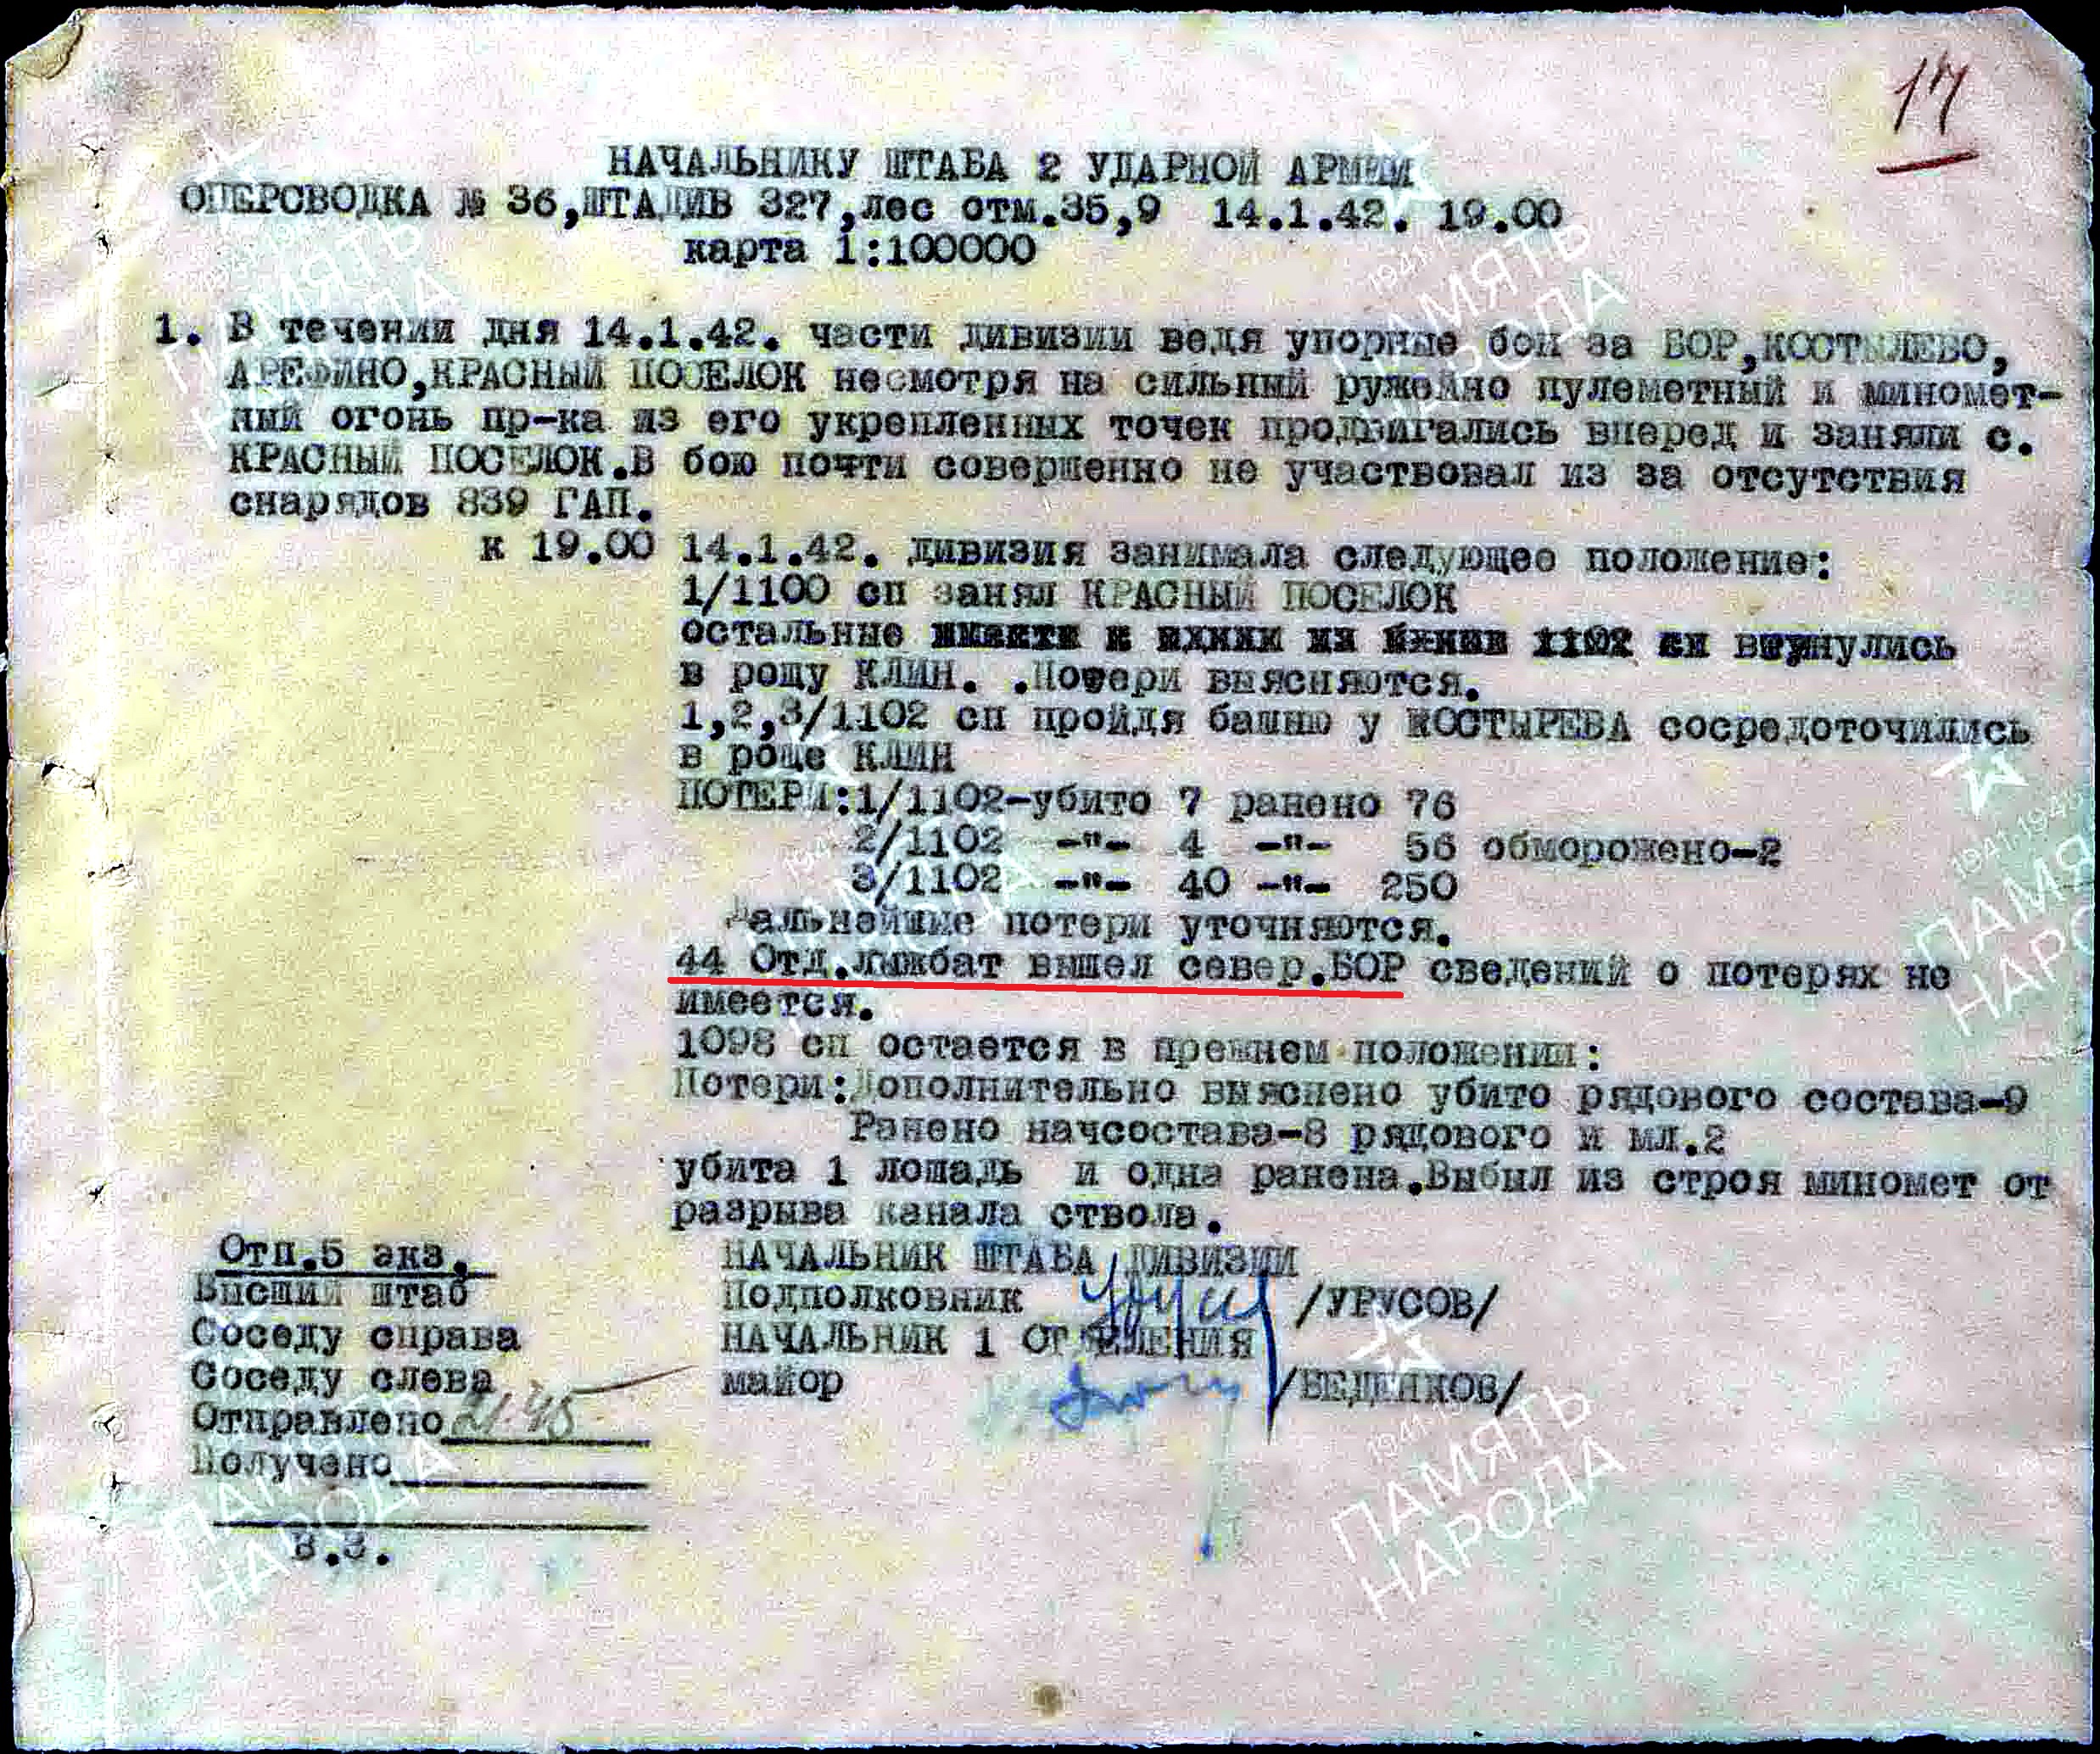 17
НАЧАЛЬНИКУ ШТАБА 2 УДАРНОЙ АРМИИ
ОПЕРСВОДКА № 36,ШТАДИВ 327,лес отм.35,9 14.1.42. 19.00
карта 1:100000
1. В течении дня 14.1.42. части дивизии ведя упорные бои за БОР,КОСТЫЛЕВО,
АРЕФИНО,КРАСНЫЙ ПОСЕЛОК несмотря на сильный ружейно пулеметный и миномет-
ный огонь пр-ка из его укрепленных точек продвигались вперед и заняли с.
КРАСНЫЙ ПОСЕЛОК.В бою почти совершенно не участвовал из за отсутствия
снарядов 839 ГАП.
к 19.00 14.1.42. дивизия занимала следующее положение:
1/1100 сп занял КРАСНЫЙ ПОСЕЛОК
остальные втянулись
в рощу КЛИН. .Потери выясняются.
1,2,3/1102 сп пройдя башню у КОСТЫРЕВА сосредоточились
в роще КЛИН
ПОТЕРИ:1/1102-убито 7 ранено 76
2/1102 -"- 4 -"- 56 обморожено-2
3/1102 -"- 40 -"- 250
Дальнейшие потери уточняются.
44 Отд.лыжбат вышел север.БОР сведений о потерях не
имеется.
1098 сп остается в прежнем положении:
Потери:Дополнительно выяснено убито рядового состава-9
Ранено начсостава-8 рядового и мл.2
убита 1 лошадь и одна ранена.Выбыл из строя миномет от
разрыва канала ствола.
Отп.5 экз.
Высший штаб
Соседу справа
Соседу слева
Отправлено 21.45
Получено
В.З.
НАЧАЛЬНИК ШТАБА ДИВИЗИИ
Подполковник /УРУСОВ/
НАЧАЛЬНИК 1 ОТДЕЛЕНИЯ
майор /ВЕДЕНКОВ/
ПАМЯТЬ
НАРОДА